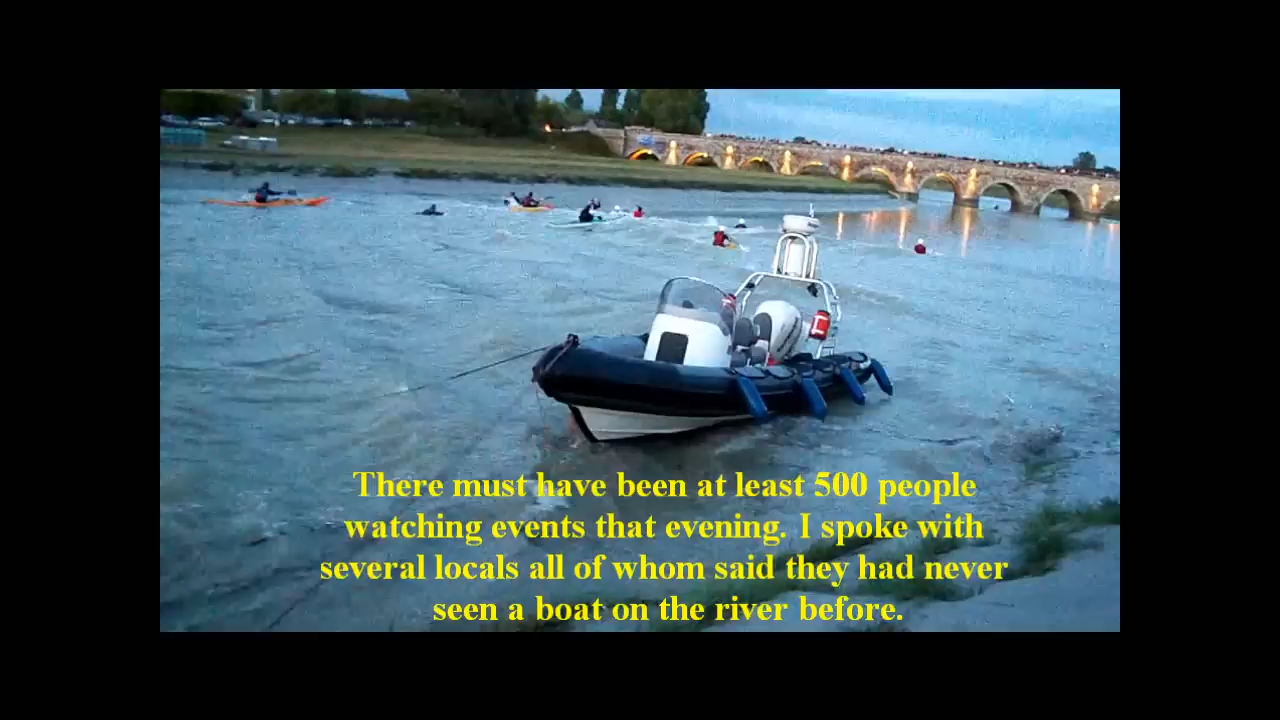 There must have been at least 500 people
watching events that evening. I spoke with
several locals all of whom said they had never
seen a boat on the river before.